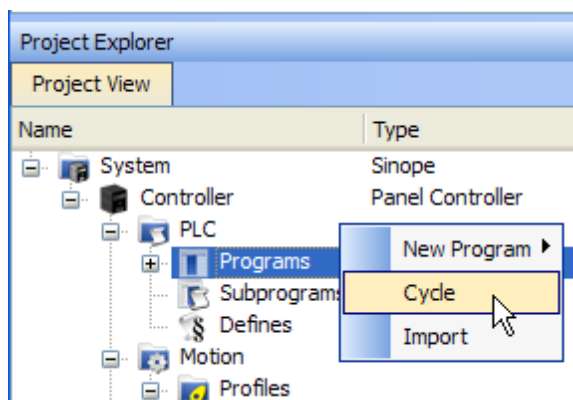 Project Explorer
Project View
Name Type
System Sinope
Controller Panel Controller
PLC
Programs New Program
Subprograms Cycle
Defines Import
Motion
Profiles